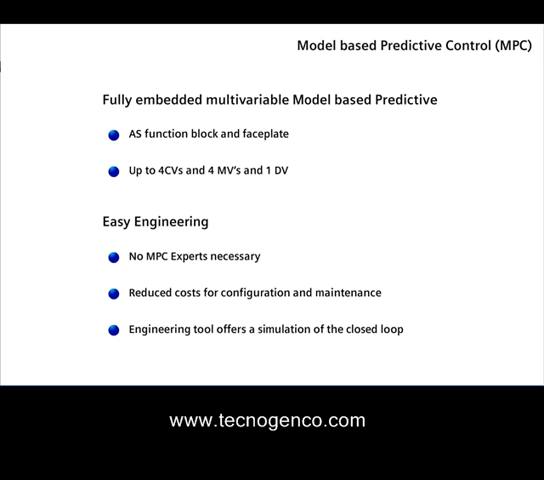 Model based Predictive Control (MPC)
Fully embedded multivariable Model based Predictive
AS function block and faceplate
Up to 4CVs and 4 MV's and 1 DV
Easy Engineering
No MPC Experts necessary
Reduced costs for configuration and maintenance
Engineering tool offers a simulation of the closed loop
www.tecnogenco.com